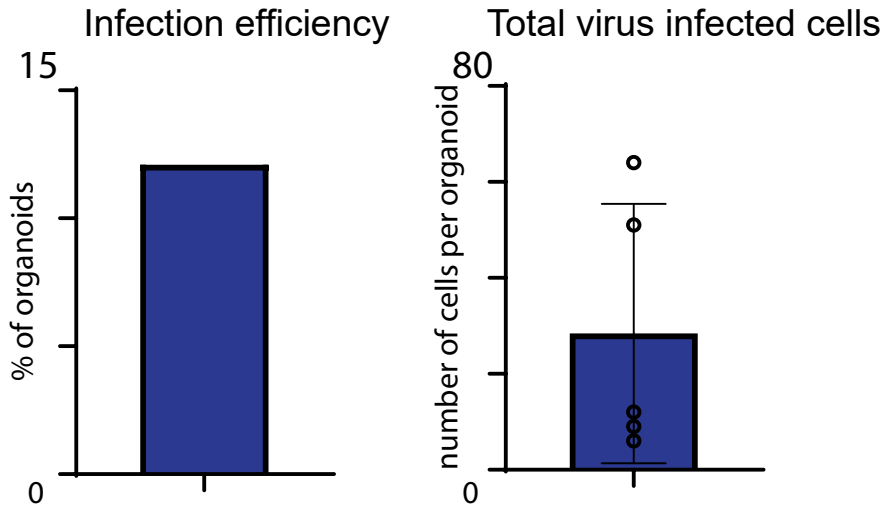 Infection efficiency
15
% of organoids
0
Total virus infected cells
80
number of cells per organoid
0